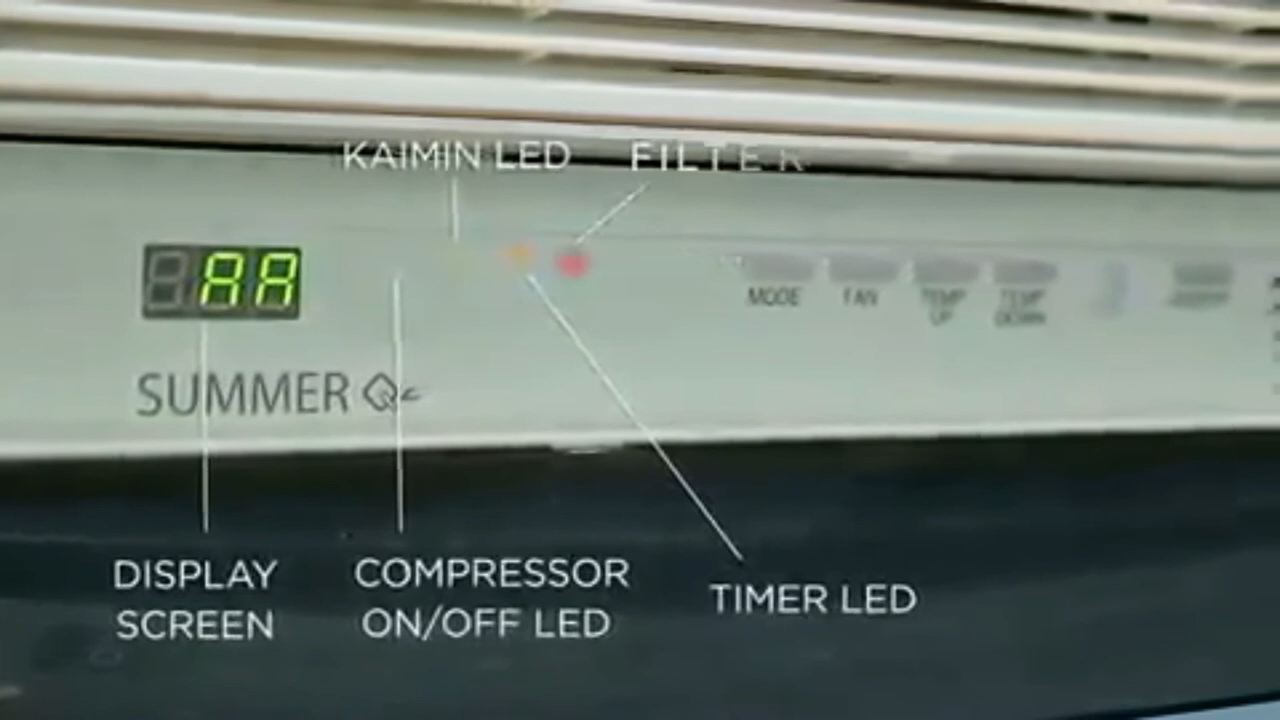 KAIMIN LED
FILTER
AA
MODE
FAN
TEMP UP
TEMP DOWN
SUMMER
DISPLAY
SCREEN
COMPRESSOR
ON/OFF LED
TIMER LED